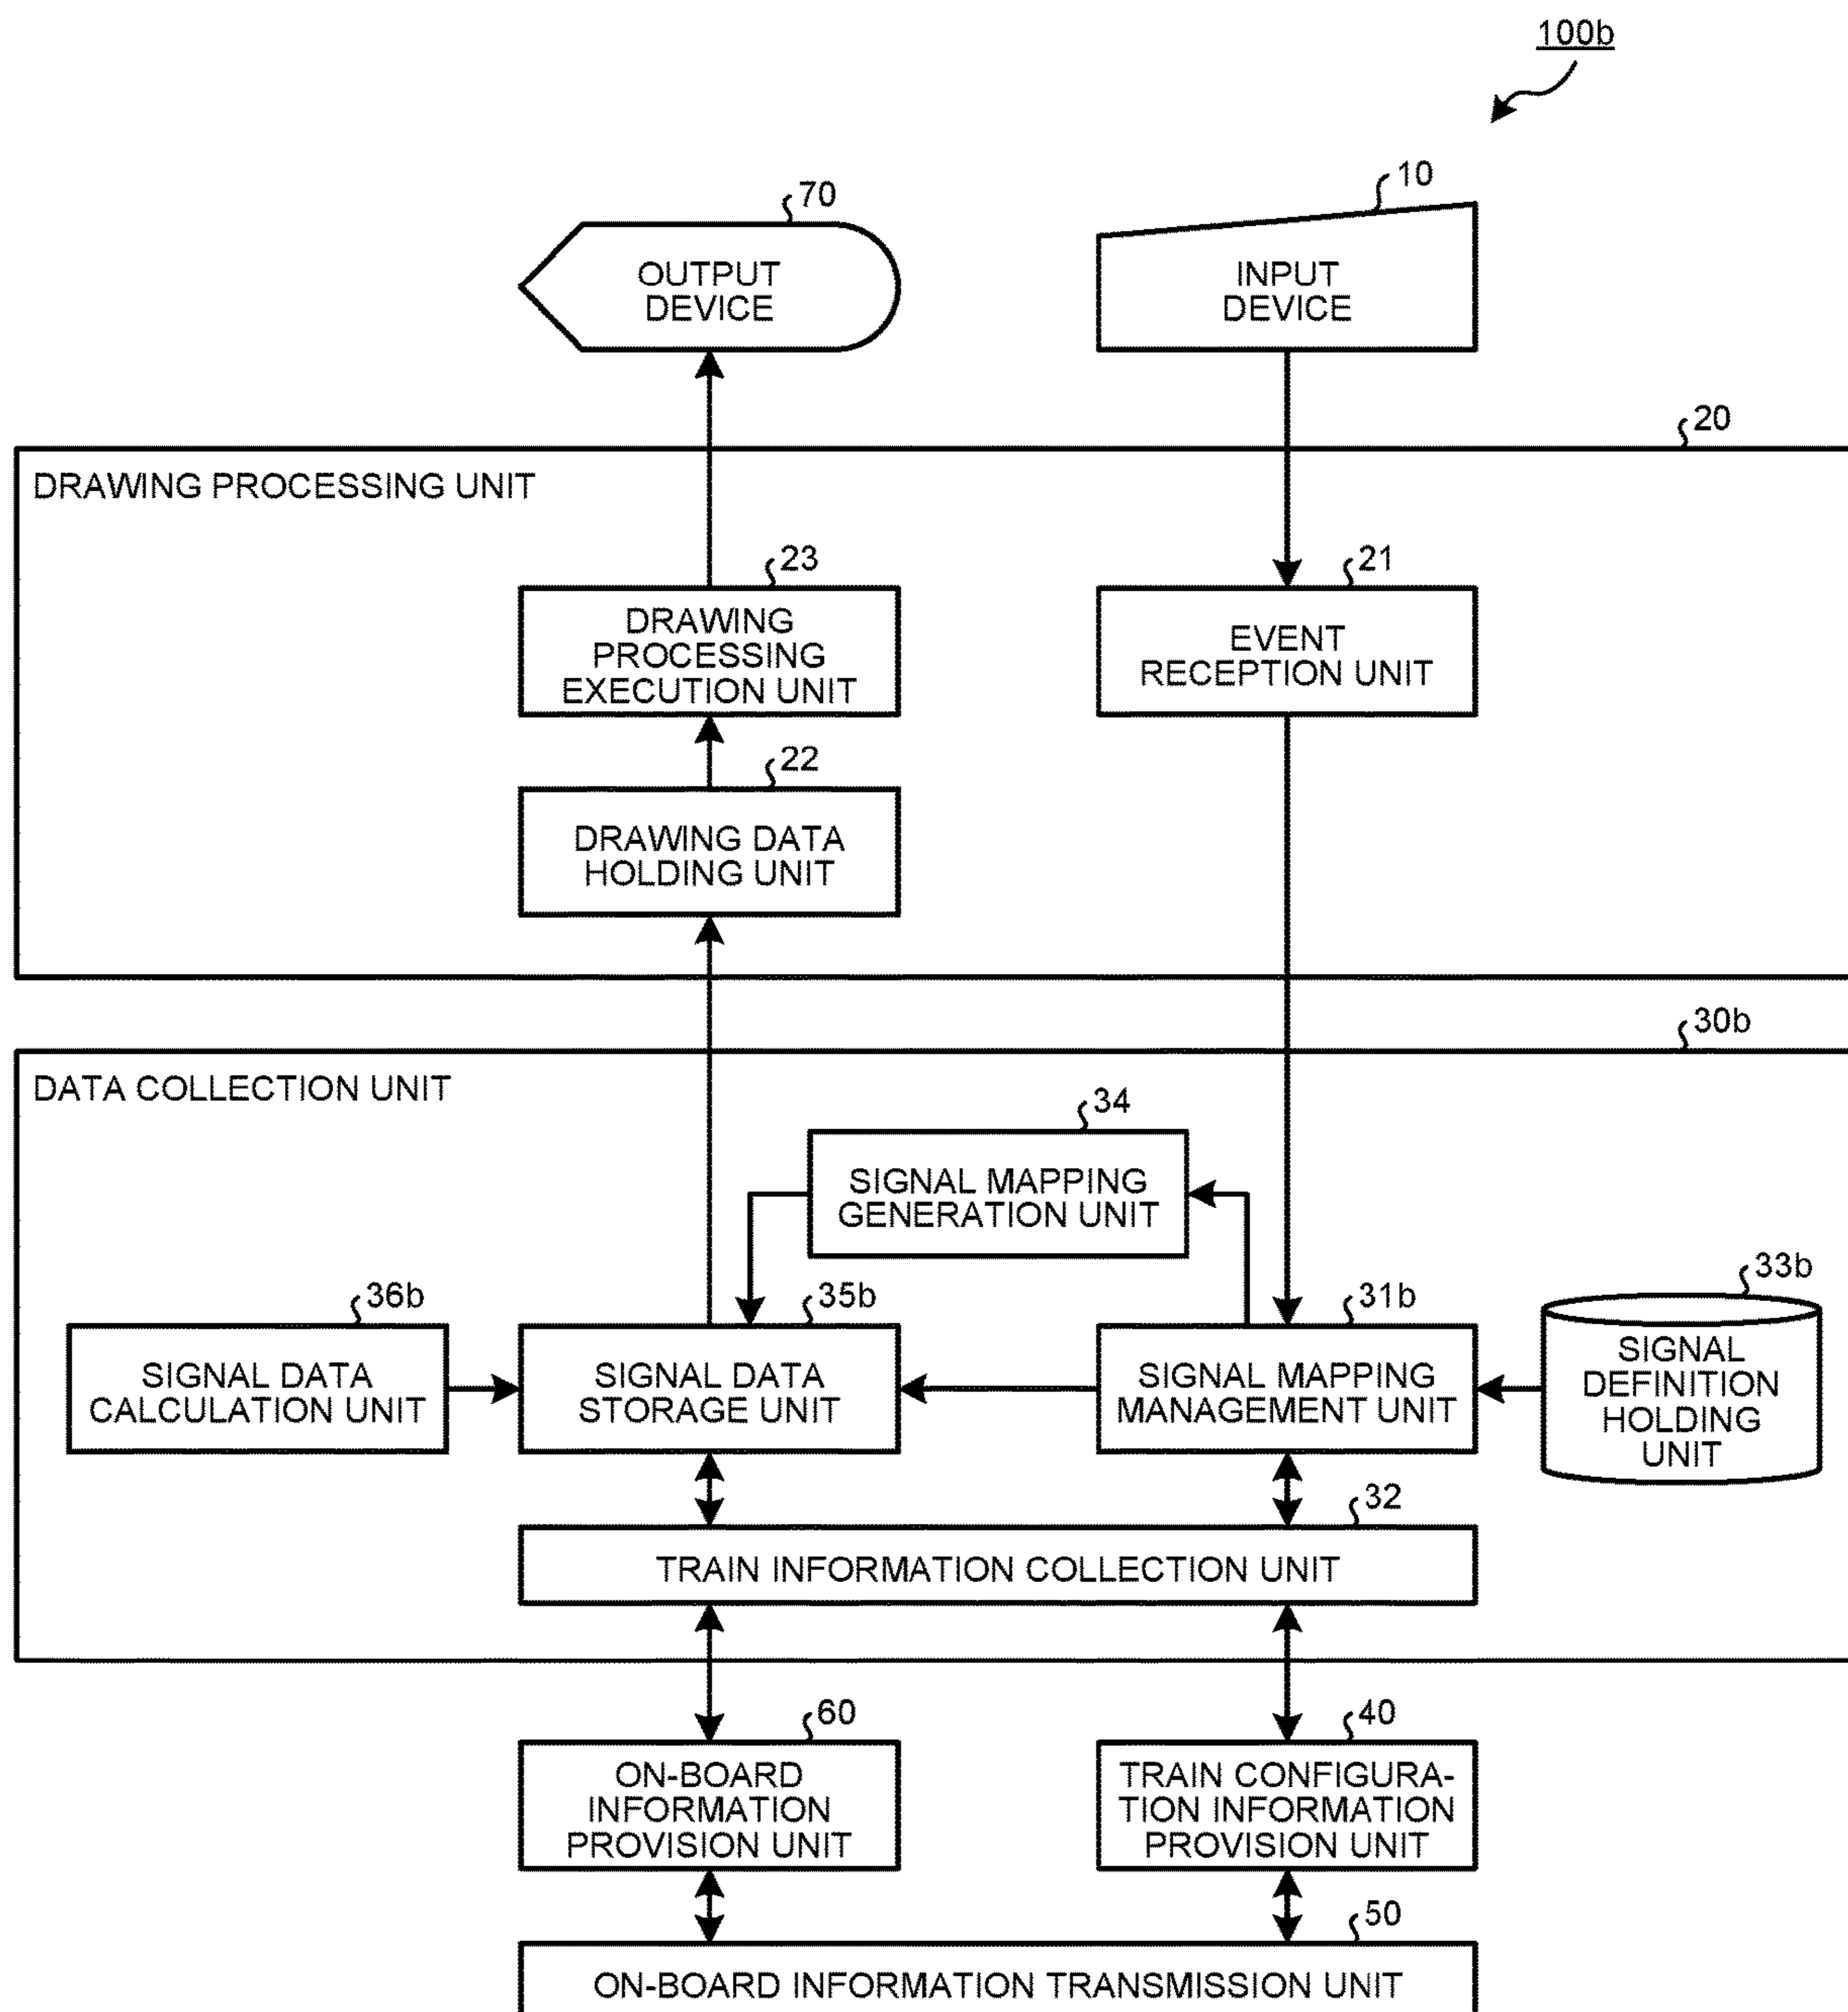 100b
70
10
OUTPUT
DEVICE
INPUT
DEVICE
20
DRAWING PROCESSING UNIT
23
21
DRAWING
PROCESSING
EXECUTION UNIT
EVENT
RECEPTION UNIT
22
DRAWING DATA
HOLDING UNIT
30b
DATA COLLECTION UNIT
34
SIGNAL MAPPING
GENERATION UNIT
36b
35b
31b
33b
SIGNAL DATA
CALCULATION UNIT
SIGNAL DATA
STORAGE UNIT
SIGNAL MAPPING
MANAGEMENT UNIT
SIGNAL
DEFINITION
HOLDING
UNIT
32
TRAIN INFORMATION COLLECTION UNIT
60
40
ON-BOARD
INFORMATION
PROVISION UNIT
TRAIN CONFIGURA-
TION INFORMATION
PROVISION UNIT
50
ON-BOARD INFORMATION TRANSMISSION UNIT